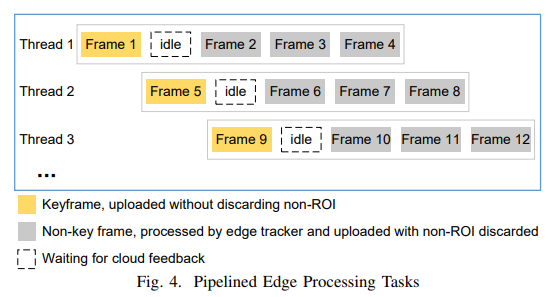 Thread 1 Frame 1 idle Frame 2 Frame 3 Frame 4
Thread 2 Frame 5 idle Frame 6 Frame 7 Frame 8
Thread 3 Frame 9 idle Frame 10 Frame 11 Frame 12
...
Keyframe, uploaded without discarding non-ROI
Non-key frame, processed by edge tracker and uploaded with non-ROI discarded
Waiting for cloud feedback
Fig. 4. Pipelined Edge Processing Tasks